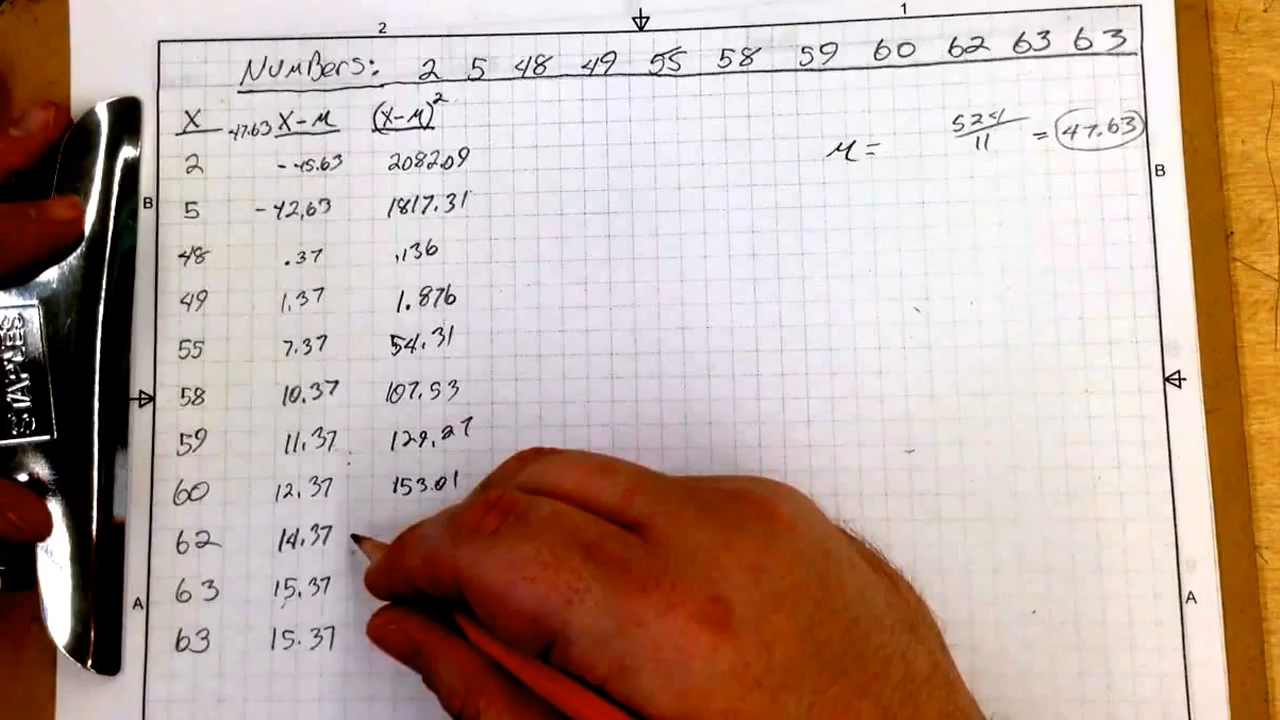 2 1
NUMBERS: 2 5 48 49 55 58 59 60 62 63 63
X -47.63 X-μ (X-μ)²
μ = 524/11 = 47.63
2 -45.63 2082.09
B B
5 -42.63 1817.31
48 .37 .136
49 1.37 1.876
55 7.37 54.31
58 10.37 107.53
59 11.37 129.27
60 12.37 153.01
62 14.37
63 15.37
A A
63 15.37
STAPLES